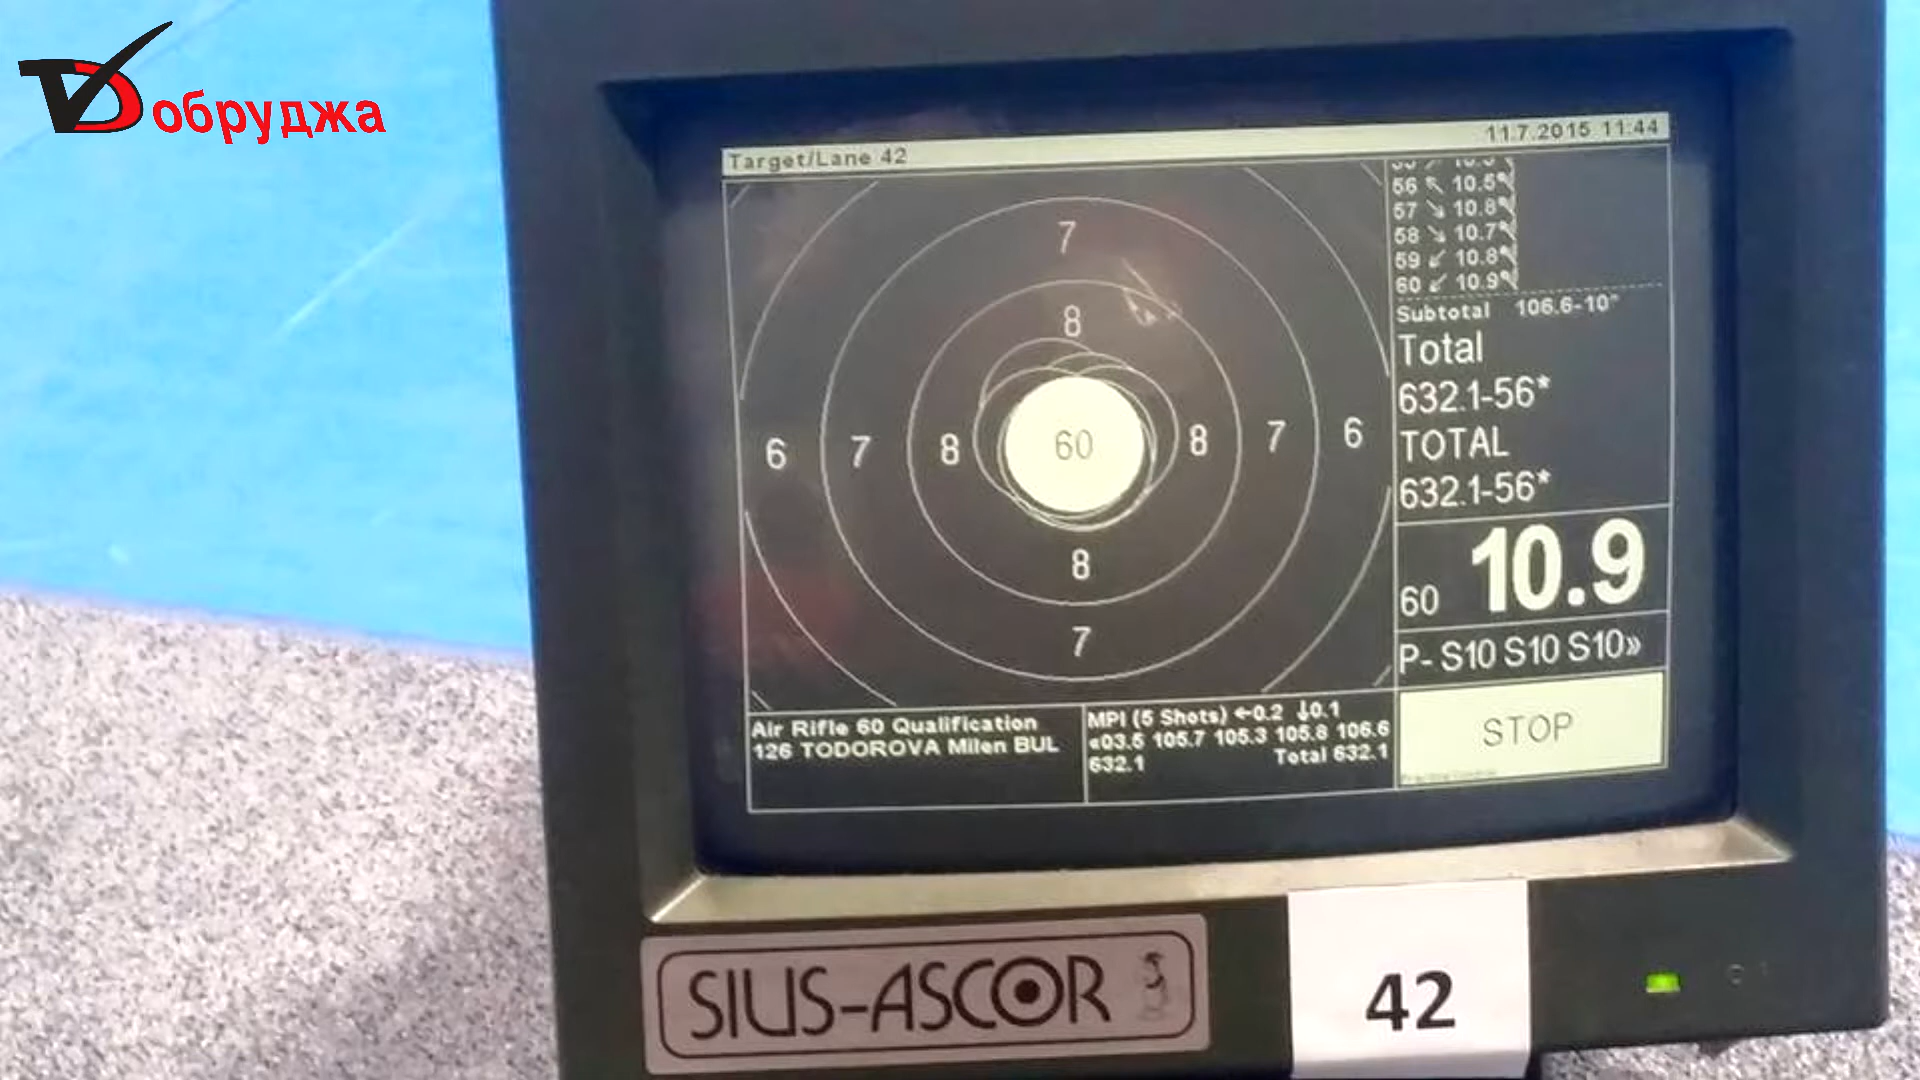 Добруджа
Target/Lane 42
11.7.2015 11:44
56 ↖ 10.5*
57 ↘ 10.8*
58 ↘ 10.7*
59 ↙ 10.8*
60 ↙ 10.9*
Subtotal 106.6-10*
Total
632.1-56*
TOTAL
632.1-56*
60 10.9
P- S10 S10 S10»
STOP
7
8
6 7 8 60 8 7 6
8
7
Air Rifle 60 Qualification
126 TODOROVA Milen BUL
MPI (5 Shots) ←0.2 ↓0.1
«03.5 105.7 105.3 105.8 106.6
632.1 Total 632.1
SIUS-ASCOR
42